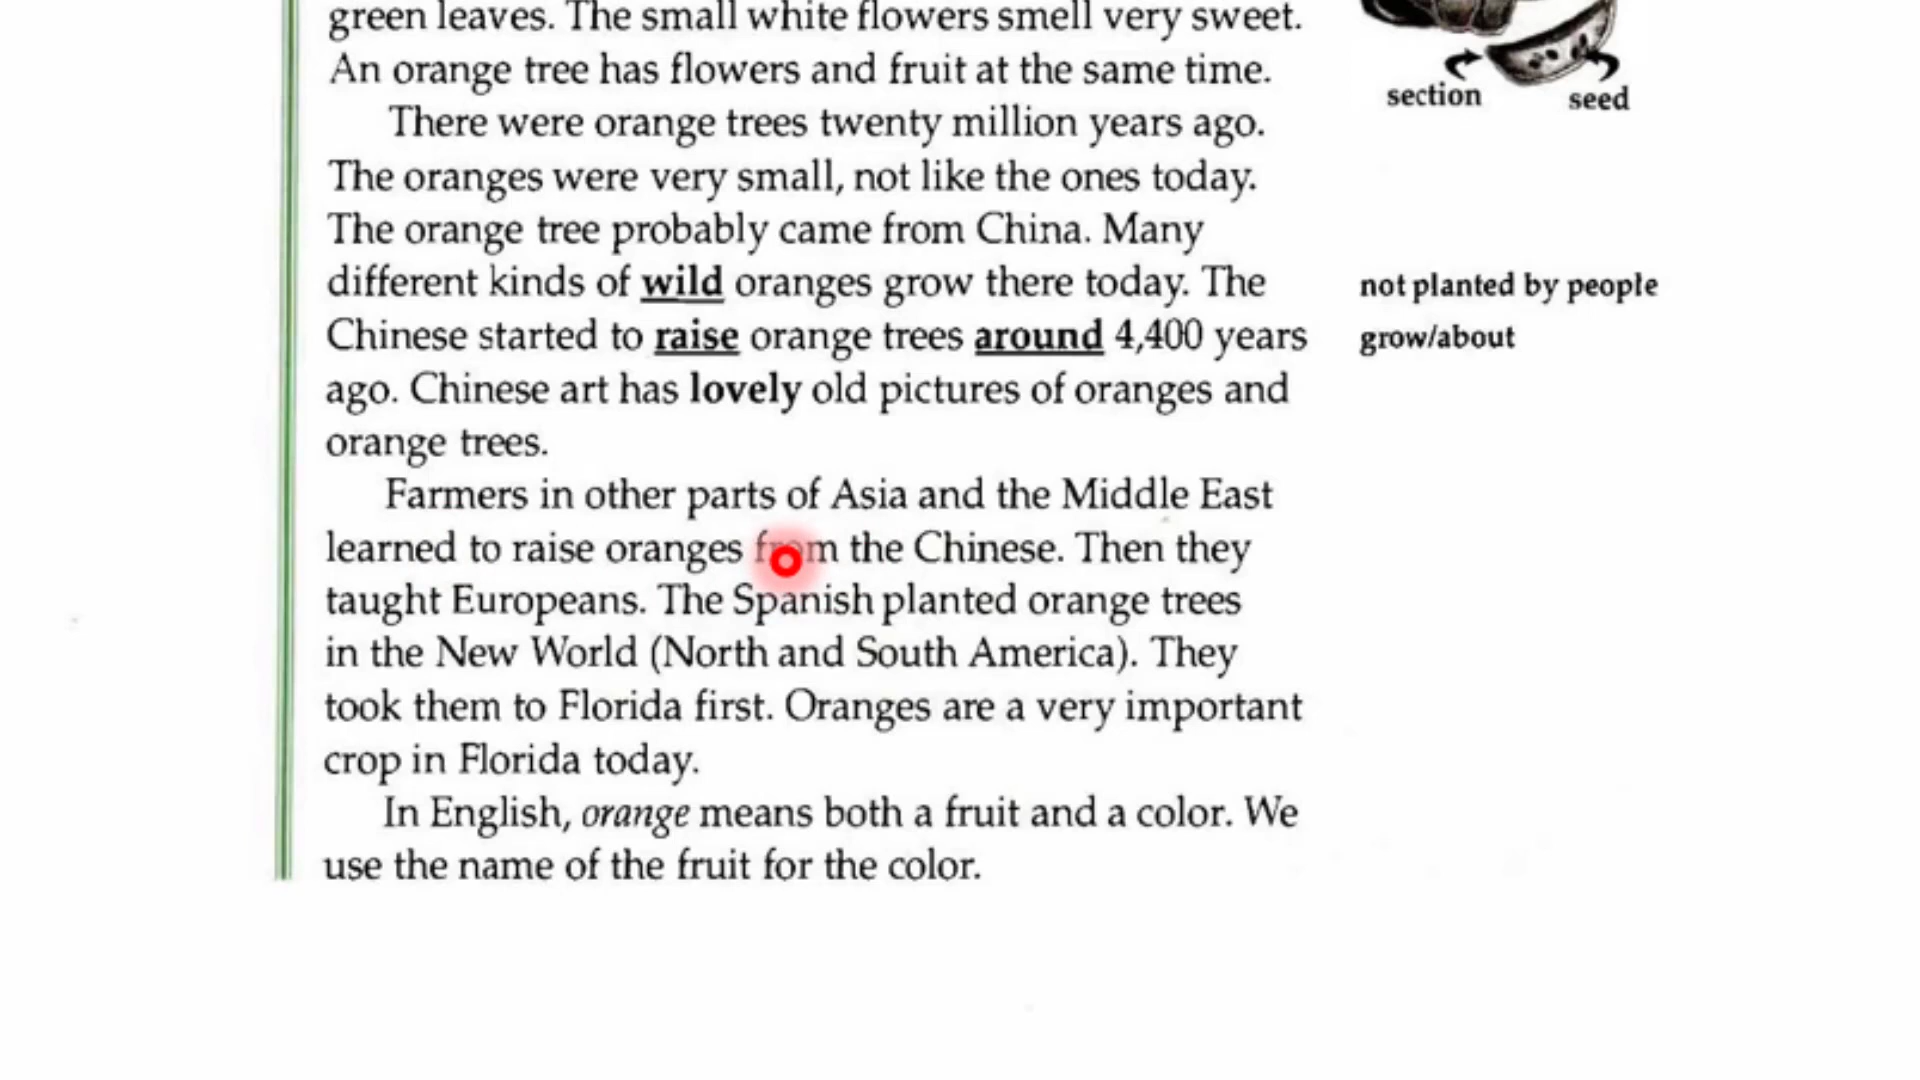 green leaves. The small white flowers smell very sweet.
An orange tree has flowers and fruit at the same time.
section seed
There were orange trees twenty million years ago.
The oranges were very small, not like the ones today.
The orange tree probably came from China. Many
different kinds of wild oranges grow there today. The
not planted by people
Chinese started to raise orange trees around 4,400 years
grow/about
ago. Chinese art has lovely old pictures of oranges and
orange trees.
Farmers in other parts of Asia and the Middle East
learned to raise oranges from the Chinese. Then they
taught Europeans. The Spanish planted orange trees
in the New World (North and South America). They
took them to Florida first. Oranges are a very important
crop in Florida today.
In English, orange means both a fruit and a color. We
use the name of the fruit for the color.